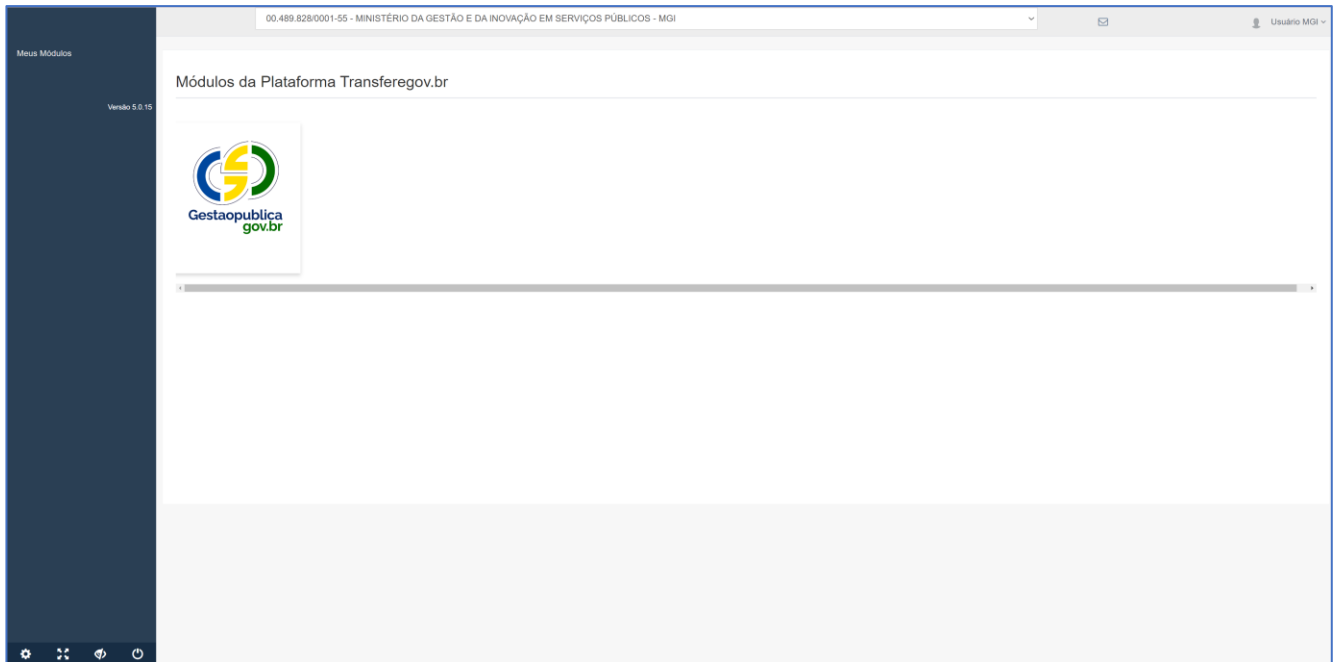 00.489.828/0001-55 - MINISTÉRIO DA GESTÃO E DA INOVAÇÃO EM SERVIÇOS PÚBLICOS - MGI
Usuário MGI
Meus Módulos
Módulos da Plataforma Transferegov.br
Versão 5.0.15
Gestaopublica
gov.br